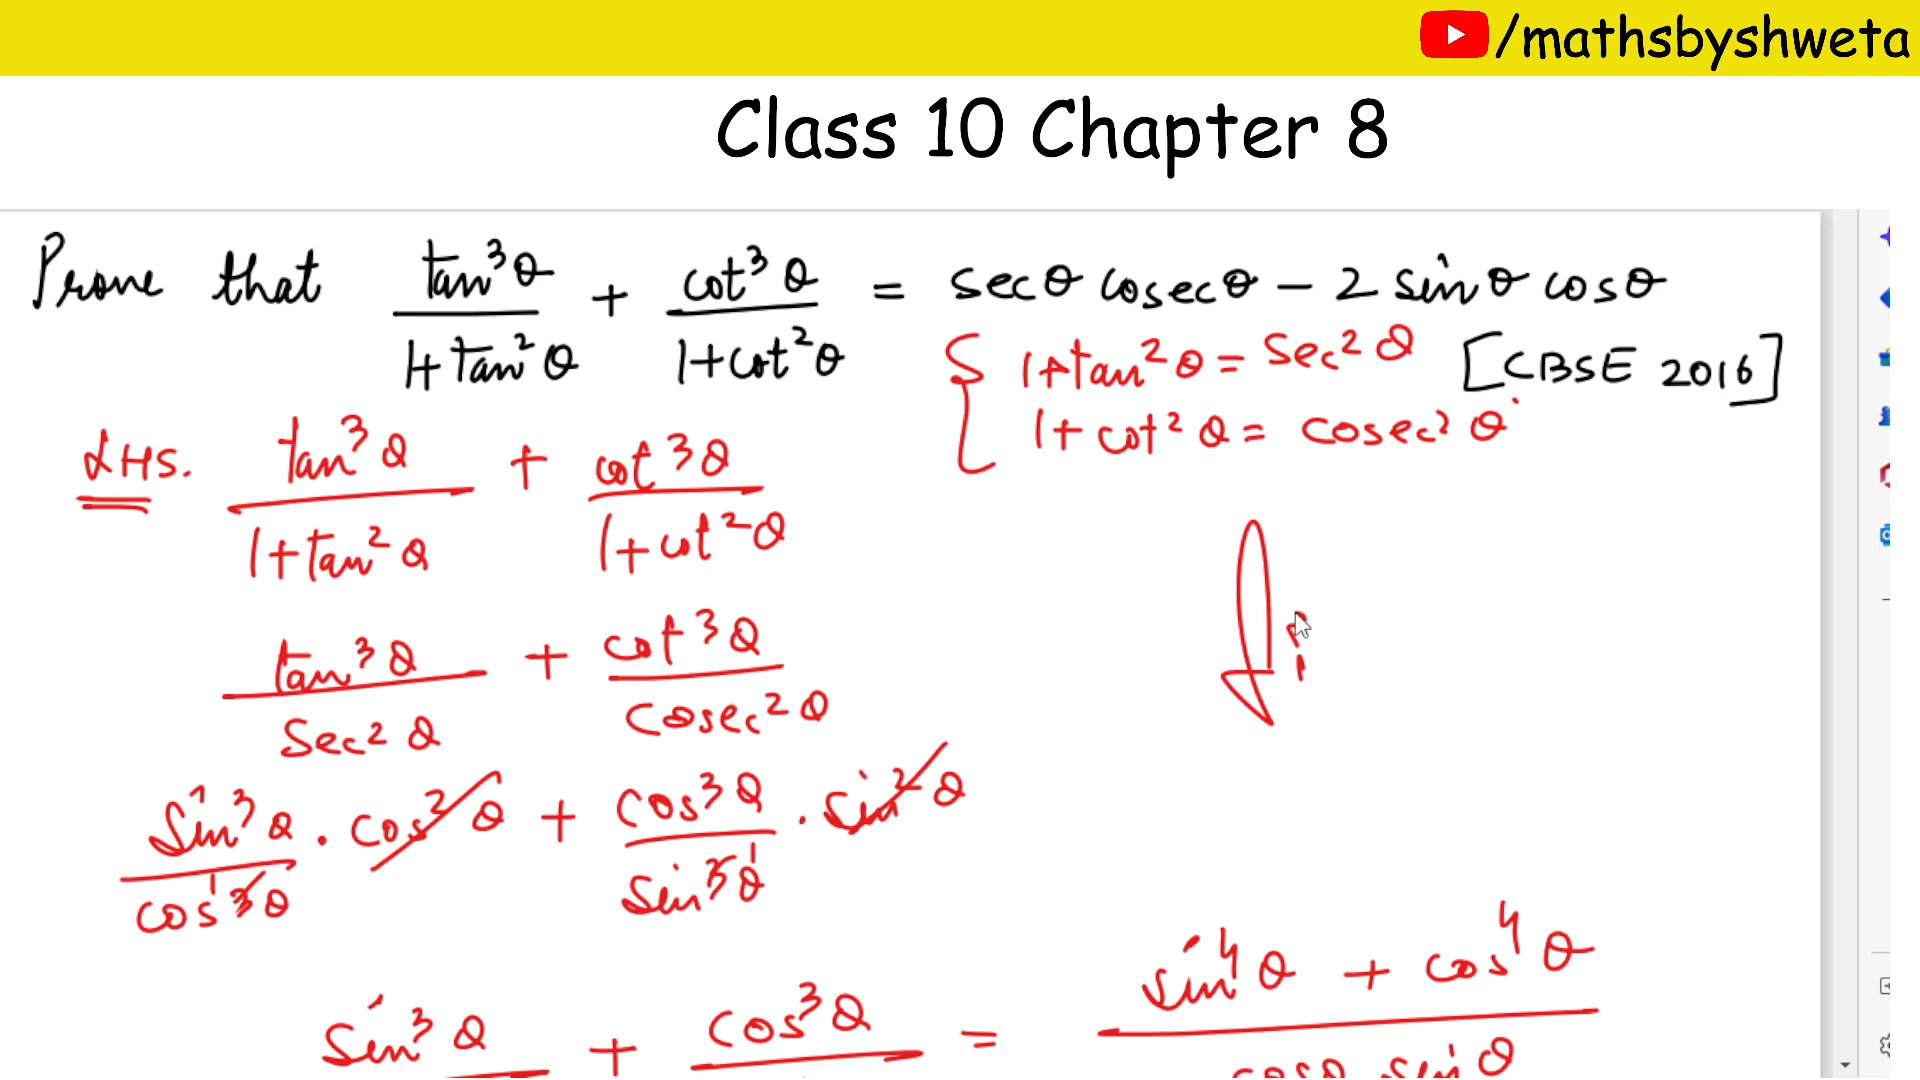 /mathsbyshweta
Class 10 Chapter 8
Prove that tan³θ/1+tan²θ + cot³θ/1+cot²θ = secθ cosecθ − 2 sinθ cosθ
{ 1+tan²θ = sec²θ [CBSE 2016]
1+cot²θ = cosec²θ
LHS. tan³θ/1+tan²θ + cot³θ/1+cot²θ
tan³θ/sec²θ + cot³θ/cosec²θ
sin³θ/cos³θ · cos²θ + cos³θ/sin³θ · sin²θ
sin³θ + cos³θ = sin⁴θ + cos⁴θ/cosθ sinθ